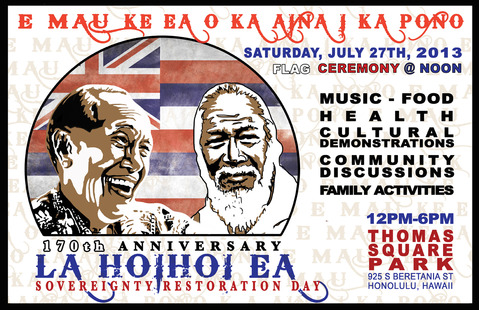 E MAU KE EA O KA AINA I KA PONO
SATURDAY, JULY 27TH, 2013
FLAG CEREMONY @ NOON
MUSIC - FOOD
HEALTH
CULTURAL
DEMONSTRATIONS
COMMUNITY
DISCUSSIONS
FAMILY ACTIVITIES
170th ANNIVERSARY
LA HOIHOI EA
SOVEREIGNTY RESTORATION DAY
12PM-6PM
THOMAS
SQUARE
PARK
925 S BERETANIA ST
HONOLULU, HAWAII